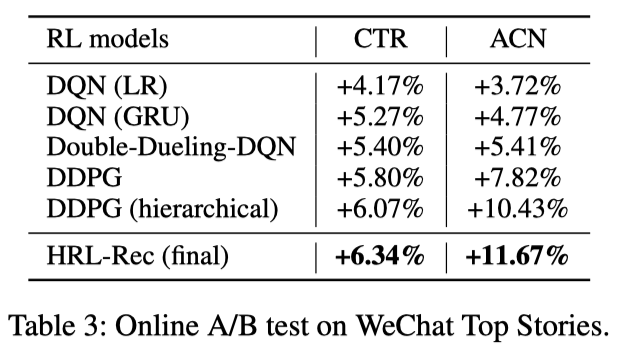 RL models CTR ACN
DQN (LR) +4.17% +3.72%
DQN (GRU) +5.27% +4.77%
Double-Dueling-DQN +5.40% +5.41%
DDPG +5.80% +7.82%
DDPG (hierarchical) +6.07% +10.43%
HRL-Rec (final) +6.34% +11.67%
Table 3: Online A/B test on WeChat Top Stories.